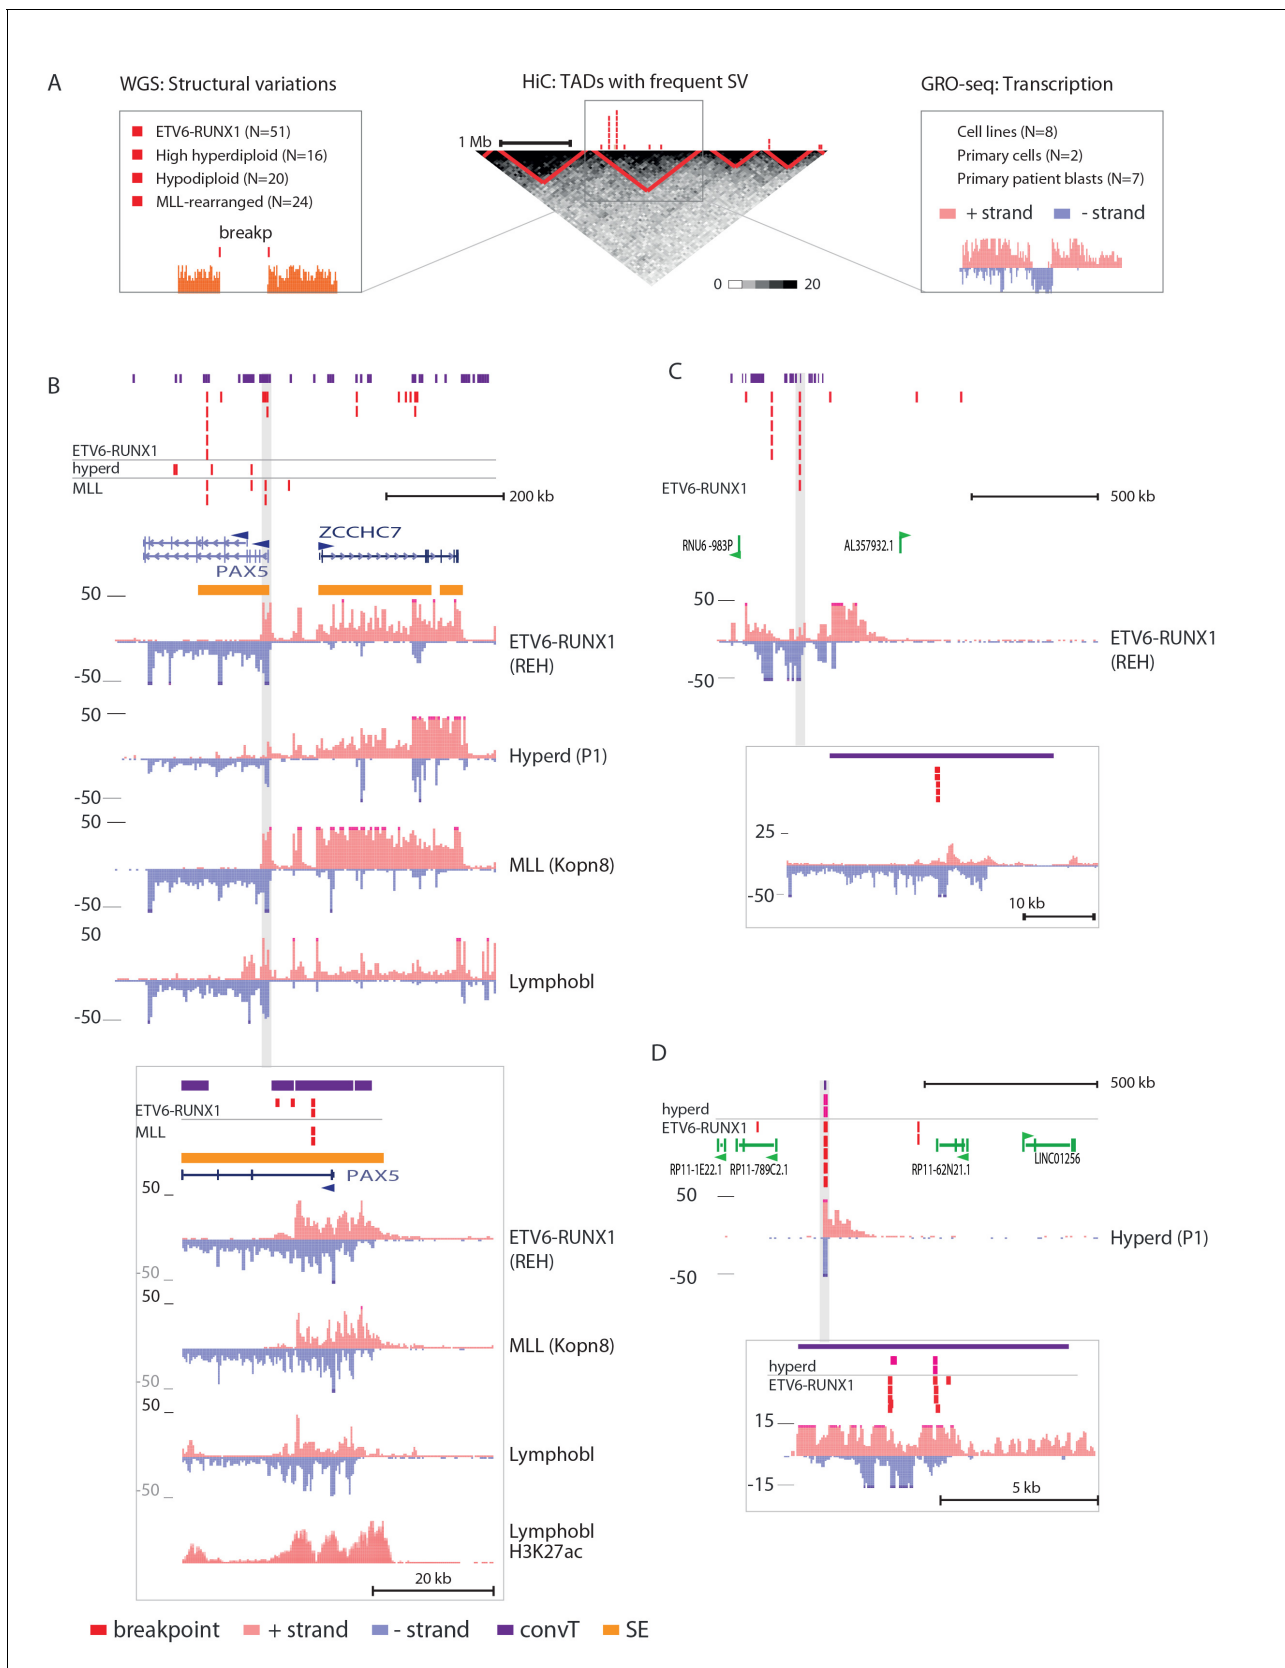 A
WGS: Structural variations
ETV6-RUNX1 (N=51)
High hyperdiploid (N=16)
Hypodiploid (N=20)
MLL-rearranged (N=24)
breakp
HiC: TADs with frequent SV
1 Mb
0
20
GRO-seq: Transcription
Cell lines (N=8)
Primary cells (N=2)
Primary patient blasts (N=7)
+ strand
- strand
B
ETV6-RUNX1
hyperd
MLL
200 kb
ZCCHC7
PAX5
50
-50
ETV6-RUNX1
(REH)
50
-50
Hyperd (P1)
50
-50
MLL (Kopn8)
50
-50
Lymphobl
ETV6-RUNX1
MLL
PAX5
50
-50
ETV6-RUNX1
(REH)
50
-50
MLL (Kopn8)
50
-50
Lymphobl
Lymphobl
H3K27ac
20 kb
C
ETV6-RUNX1
500 kb
RNU6 -983P
AL357932.1
50
-50
ETV6-RUNX1
(REH)
25
-50
10 kb
D
500 kb
hyperd
ETV6-RUNX1
RP11-1E22.1
RP11-789C2.1
RP11-62N21.1
LINC01256
50
-50
Hyperd (P1)
hyperd
ETV6-RUNX1
15
-15
5 kb
breakpoint
+ strand
- strand
convT
SE